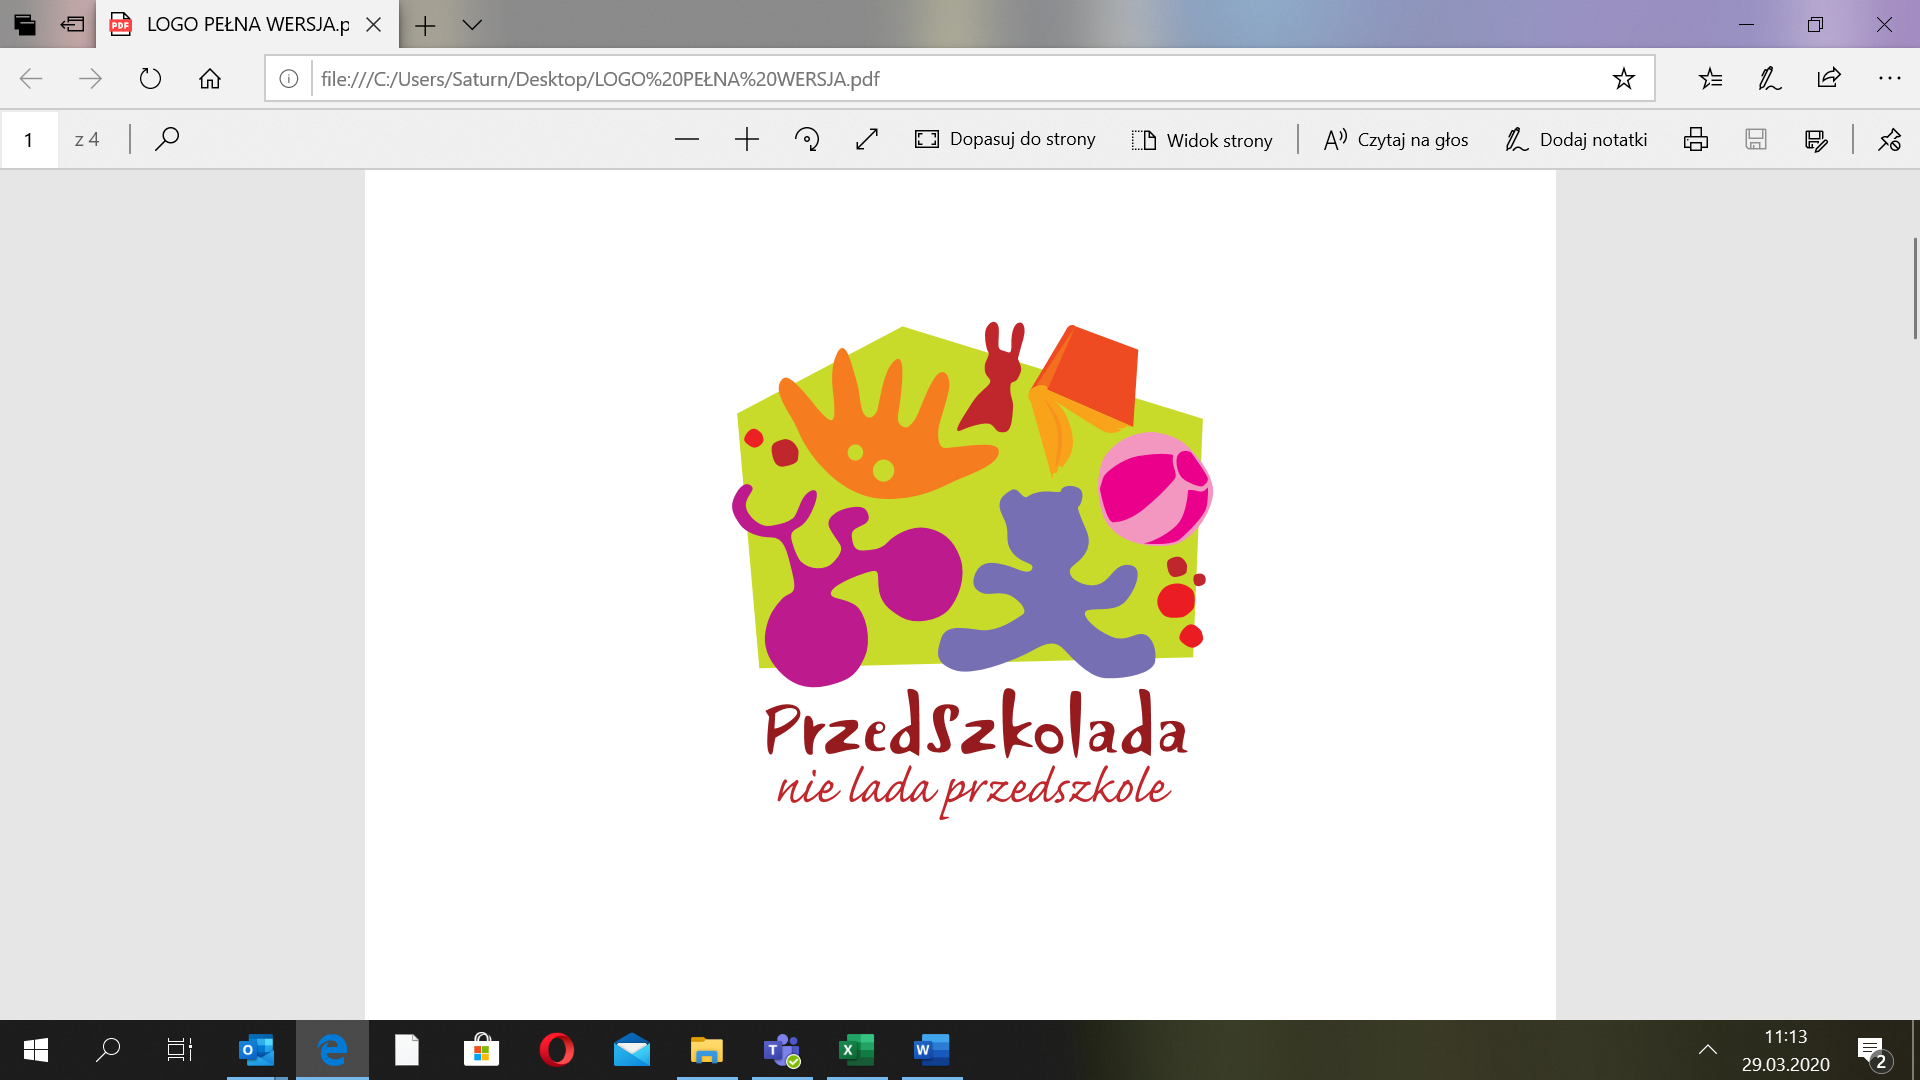 LOGO PEŁNA WERSJA.p
file:///C:/Users/Saturn/Desktop/LOGO%20PEŁNA%20WERSJA.pdf
1 z 4 Dopasuj do strony Widok strony Czytaj na głos Dodaj notatki
PrzedSzkolada
nie lada przedszkole
11:13
29.03.2020
2